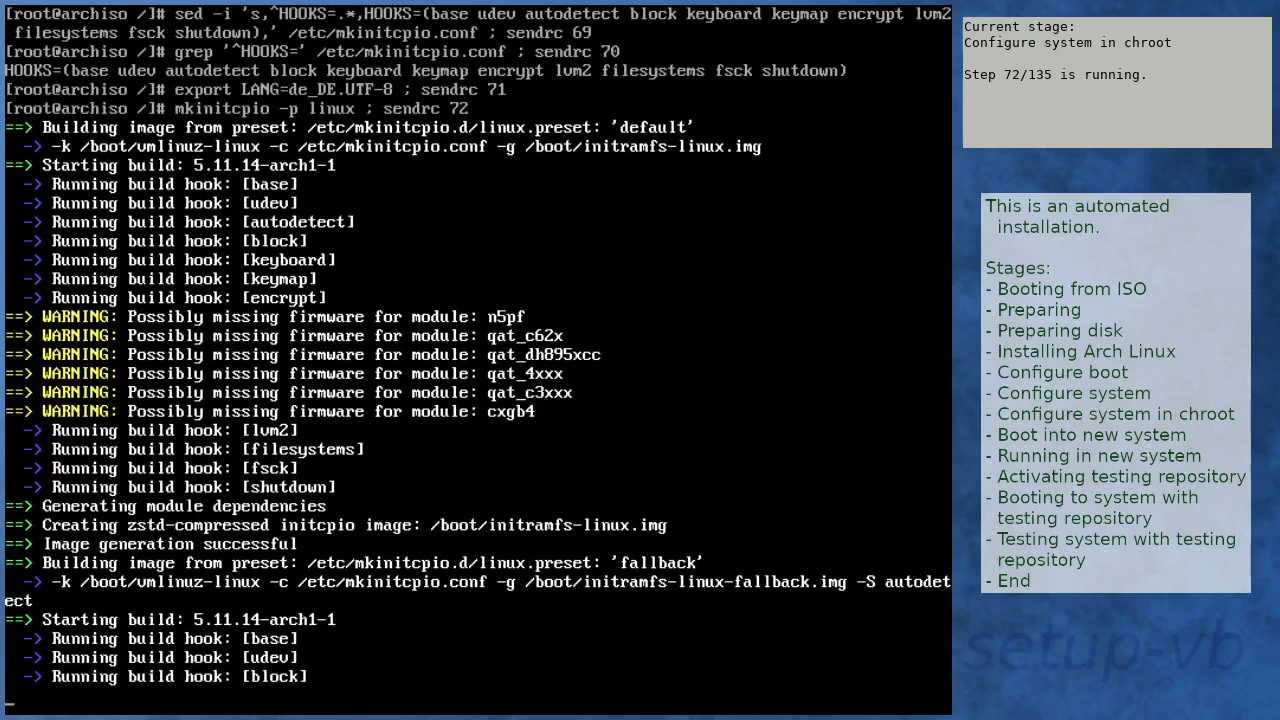 [root@archiso /]# sed -i 's,^HOOKS=.*,HOOKS=(base udev autodetect block keyboard keymap encrypt lvm2
 filesystems fsck shutdown),' /etc/mkinitcpio.conf ; sendrc 69
[root@archiso /]# grep '^HOOKS=' /etc/mkinitcpio.conf ; sendrc 70
HOOKS=(base udev autodetect block keyboard keymap encrypt lvm2 filesystems fsck shutdown)
[root@archiso /]# export LANG=de_DE.UTF-8 ; sendrc 71
[root@archiso /]# mkinitcpio -p linux ; sendrc 72
==> Building image from preset: /etc/mkinitcpio.d/linux.preset: 'default'
  -> -k /boot/vmlinuz-linux -c /etc/mkinitcpio.conf -g /boot/initramfs-linux.img
==> Starting build: 5.11.14-arch1-1
  -> Running build hook: [base]
  -> Running build hook: [udev]
  -> Running build hook: [autodetect]
  -> Running build hook: [block]
  -> Running build hook: [keyboard]
  -> Running build hook: [keymap]
  -> Running build hook: [encrypt]
==> WARNING: Possibly missing firmware for module: n5pf
==> WARNING: Possibly missing firmware for module: qat_c62x
==> WARNING: Possibly missing firmware for module: qat_dh895xcc
==> WARNING: Possibly missing firmware for module: qat_4xxx
==> WARNING: Possibly missing firmware for module: qat_c3xxx
==> WARNING: Possibly missing firmware for module: cxgb4
  -> Running build hook: [lvm2]
  -> Running build hook: [filesystems]
  -> Running build hook: [fsck]
  -> Running build hook: [shutdown]
==> Generating module dependencies
==> Creating zstd-compressed initcpio image: /boot/initramfs-linux.img
==> Image generation successful
==> Building image from preset: /etc/mkinitcpio.d/linux.preset: 'fallback'
  -> -k /boot/vmlinuz-linux -c /etc/mkinitcpio.conf -g /boot/initramfs-linux-fallback.img -S autodet
ect
==> Starting build: 5.11.14-arch1-1
  -> Running build hook: [base]
  -> Running build hook: [udev]
  -> Running build hook: [block]
_
Current stage:
Configure system in chroot
Step 72/135 is running.
This is an automated
installation.
Stages:
- Booting from ISO
- Preparing
- Preparing disk
- Installing Arch Linux
- Configure boot
- Configure system
- Configure system in chroot
- Boot into new system
- Running in new system
- Activating testing repository
- Booting to system with
testing repository
- Testing system with testing
repository
- End
-setup-vb